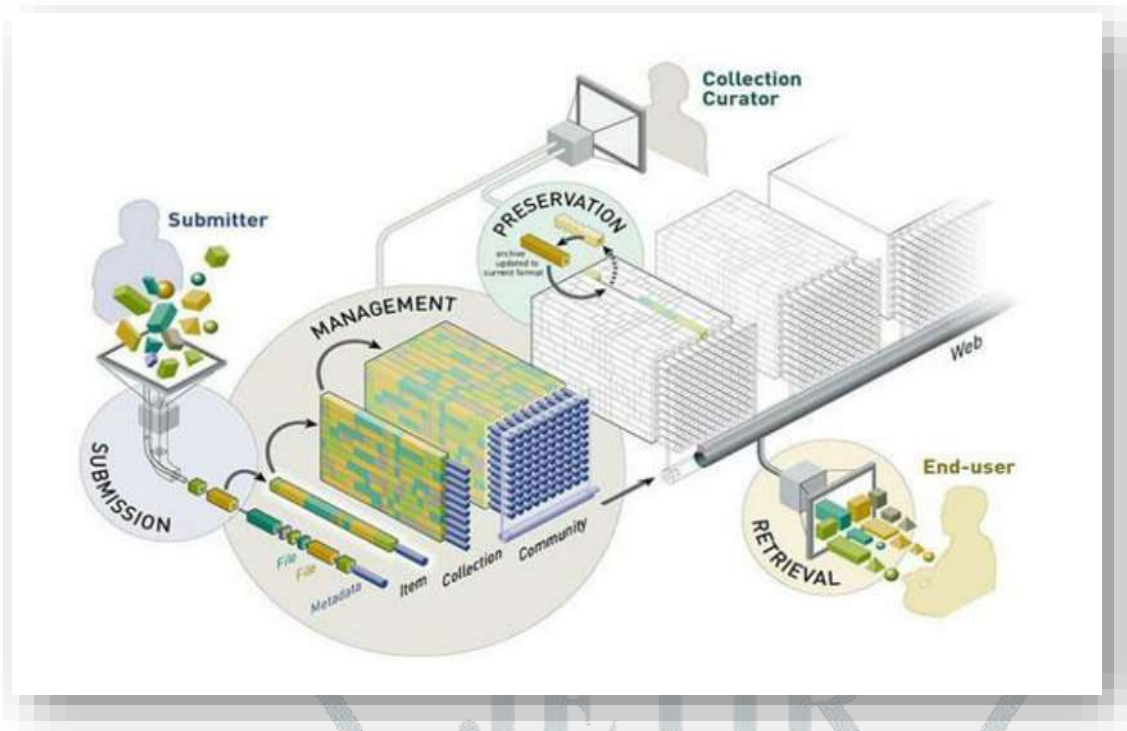 Collection
Curator
Submitter
PRESERVATION
archive
updated to
current format
MANAGEMENT
Web
SUBMISSION
End-user
RETRIEVAL
File
File
Metadata
Item
Collection
Community
JETIR